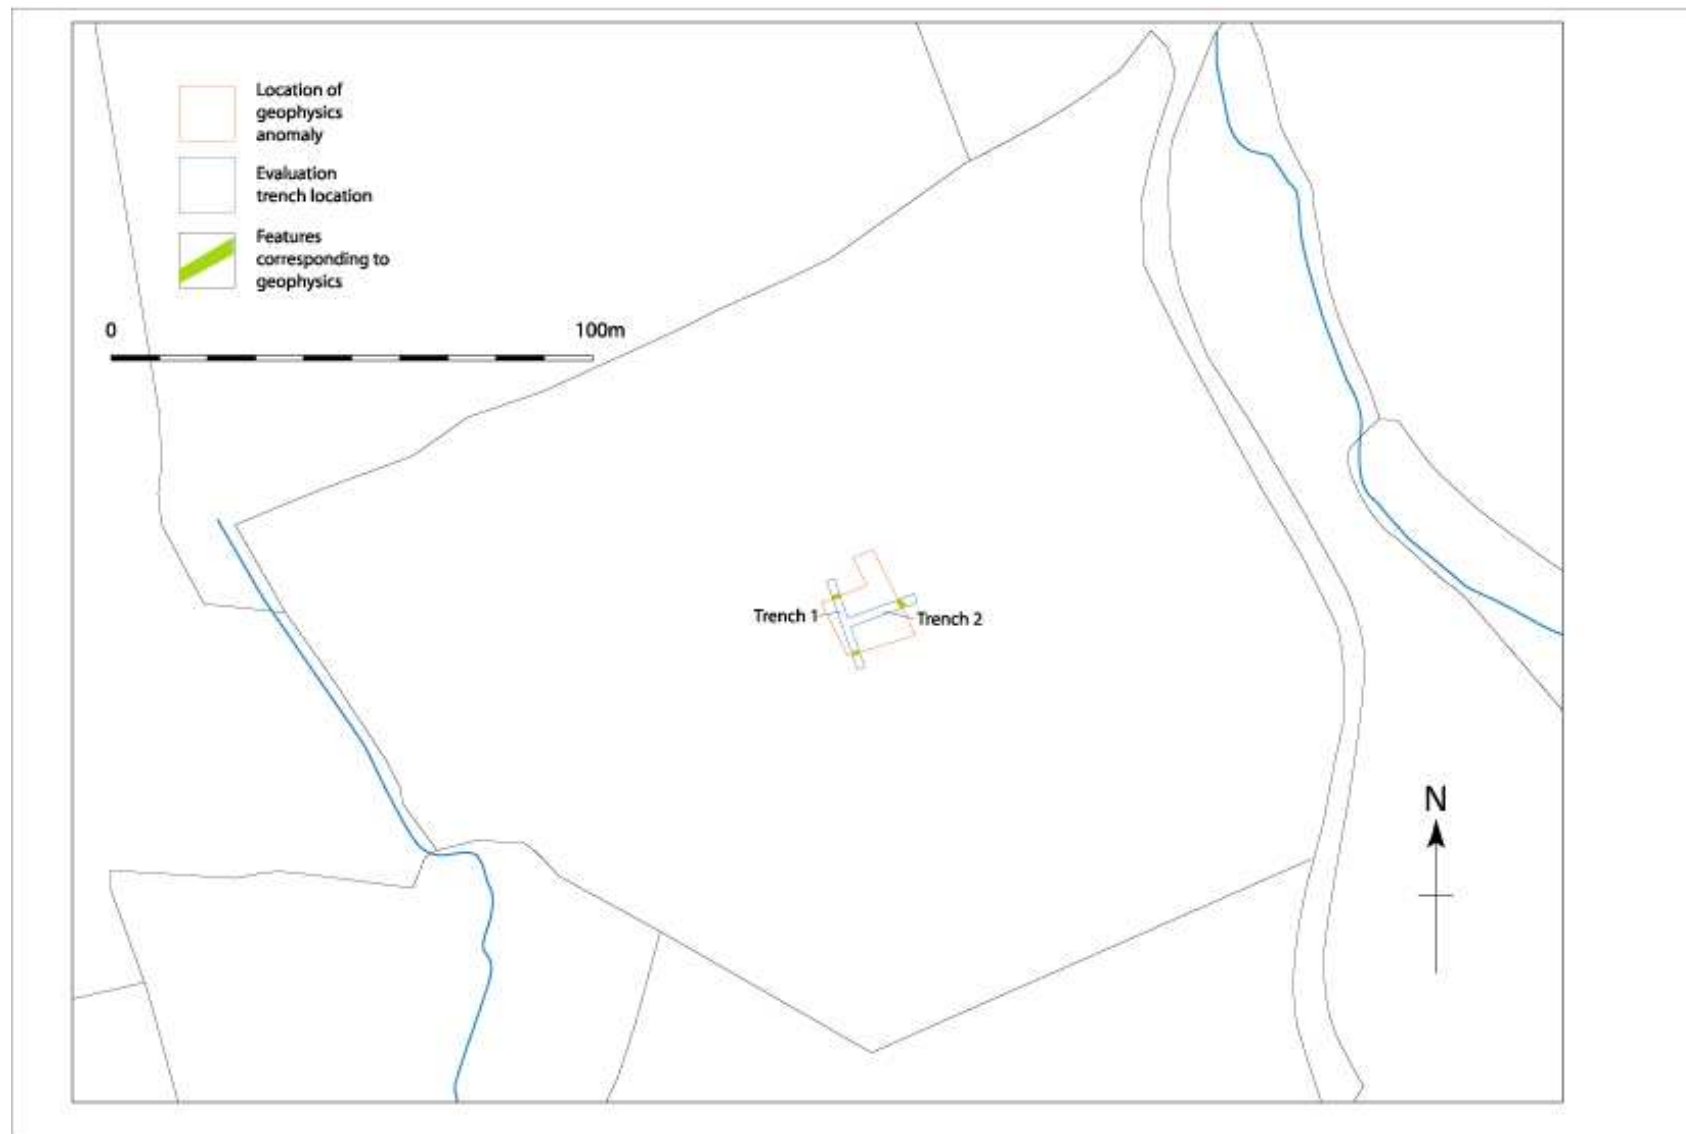 Location of
geophysics
anomaly
Evaluation
trench location
Features
corresponding to
geophysics
0 100m
Trench 1
Trench 2
N